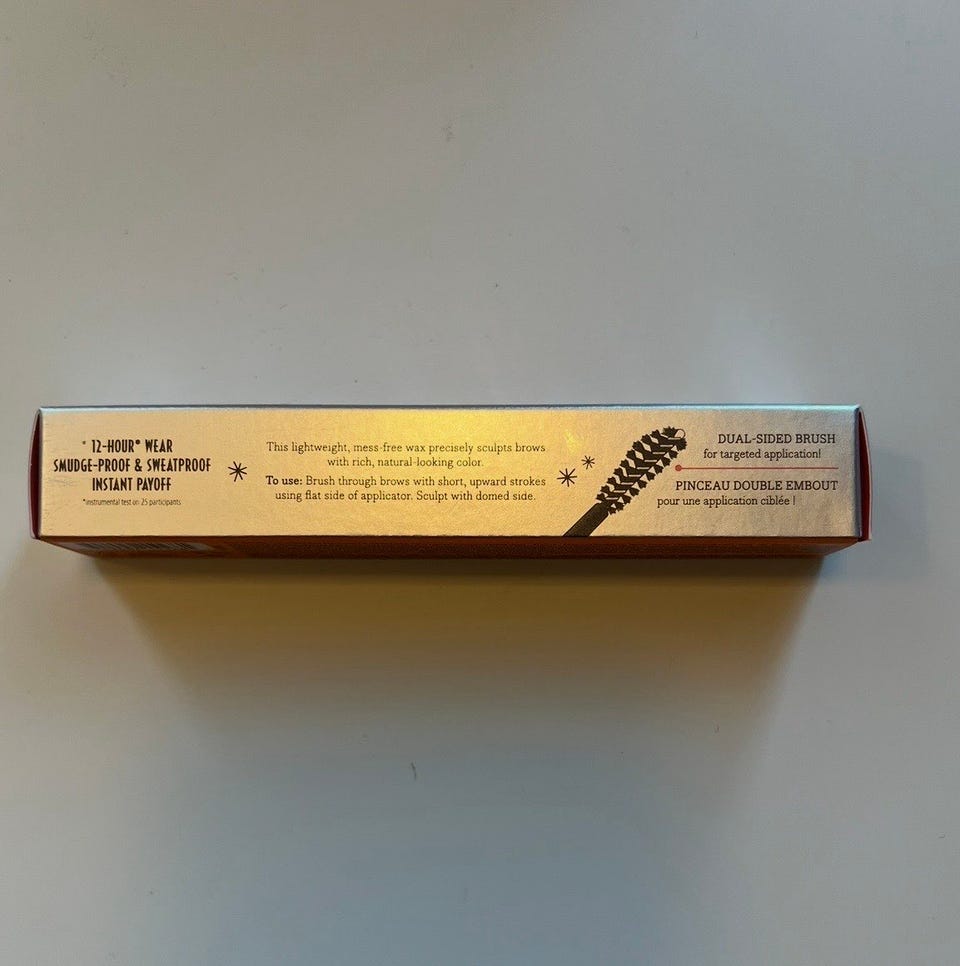 12-HOUR* WEAR
SMUDGE-PROOF & SWEATPROOF
INSTANT PAYOFF
*instrumental test on 25 participants
This lightweight, mess-free wax precisely sculpts brows
with rich, natural-looking color.
To use: Brush through brows with short, upward strokes
using flat side of applicator. Sculpt with domed side.
DUAL-SIDED BRUSH
for targeted application!
PINCEAU DOUBLE EMBOUT
pour une application ciblée !